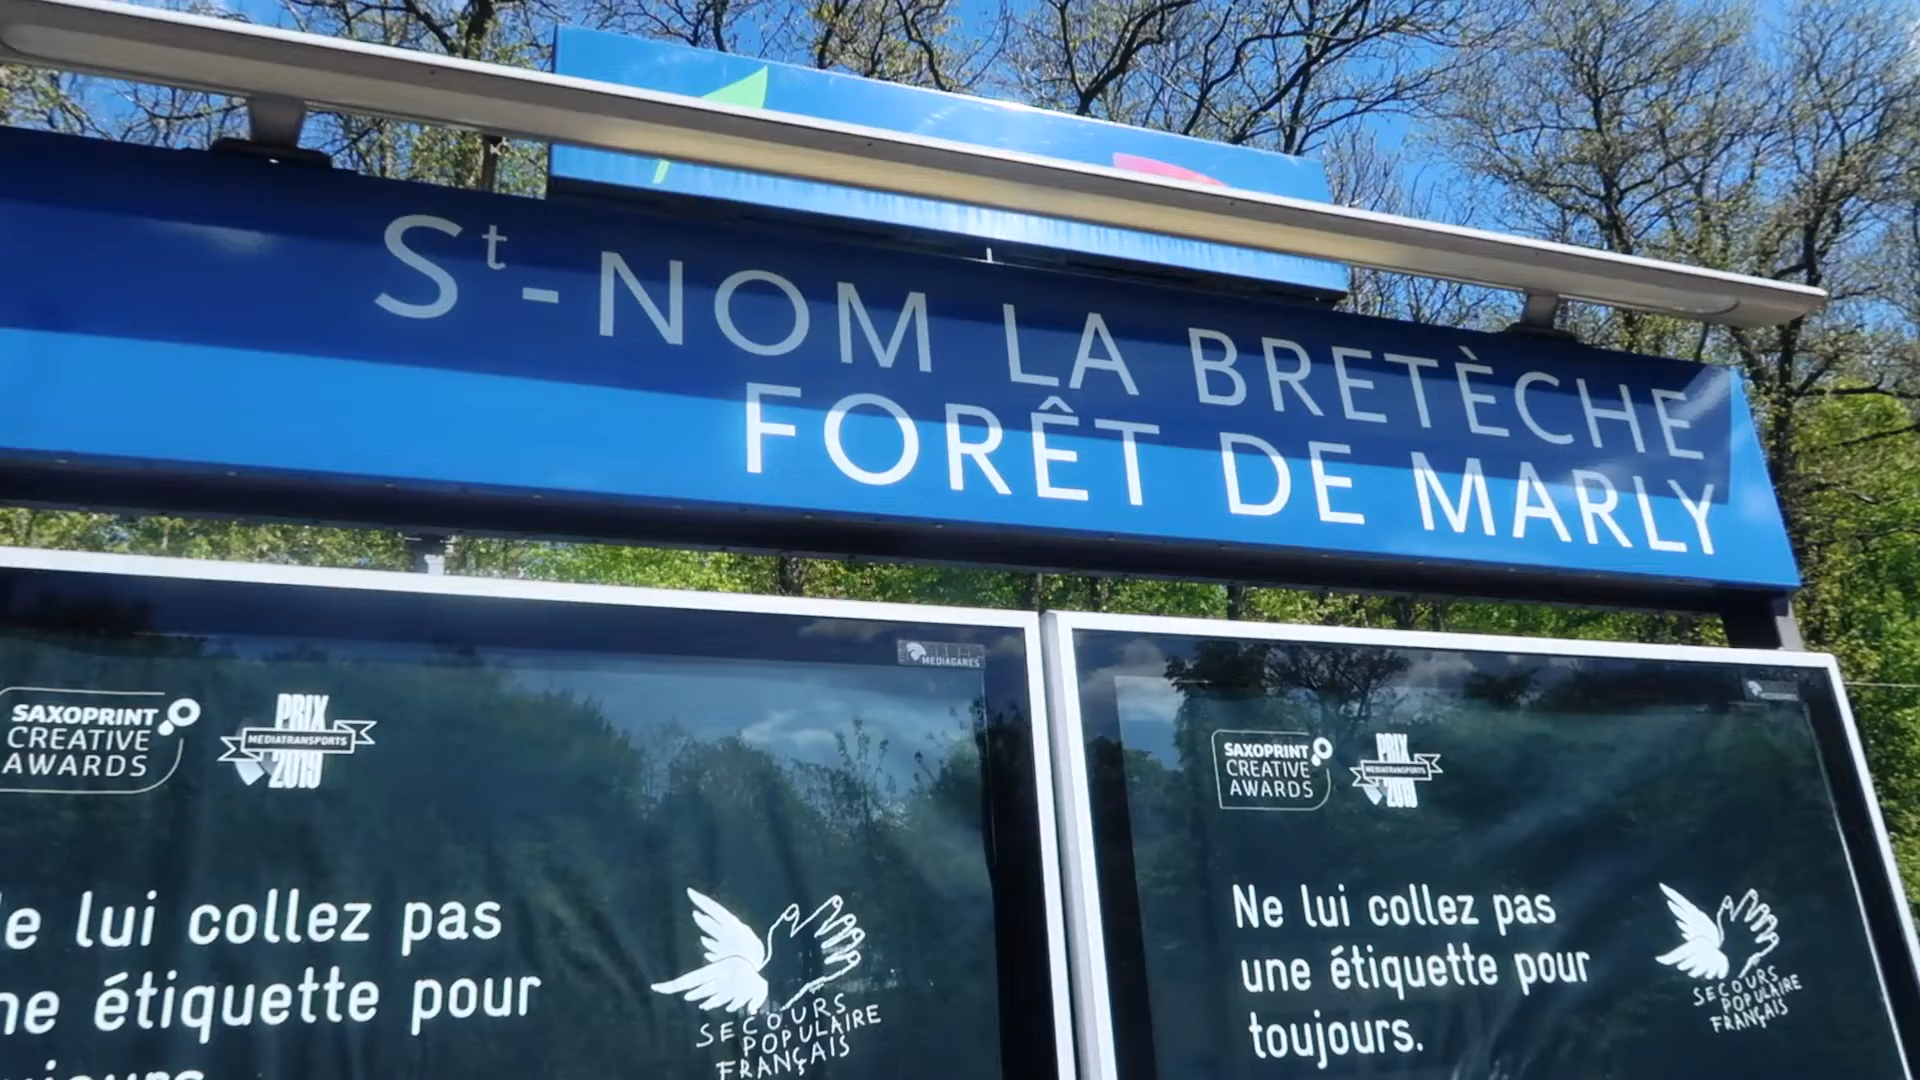 Sᵗ-NOM LA BRETÈCHE
FORÊT DE MARLY
MEDIAGARES
SAXOPRINT
CREATIVE
AWARDS
PRIX
MEDIATRANSPORTS
2019
e lui collez pas
ne étiquette pour
SECOURS
POPULAIRE
FRANÇAIS
SAXOPRINT
CREATIVE
AWARDS
PRIX
MEDIATRANSPORTS
2019
Ne lui collez pas
une étiquette pour
toujours.
SECOURS
POPULAIRE
FRANÇAIS